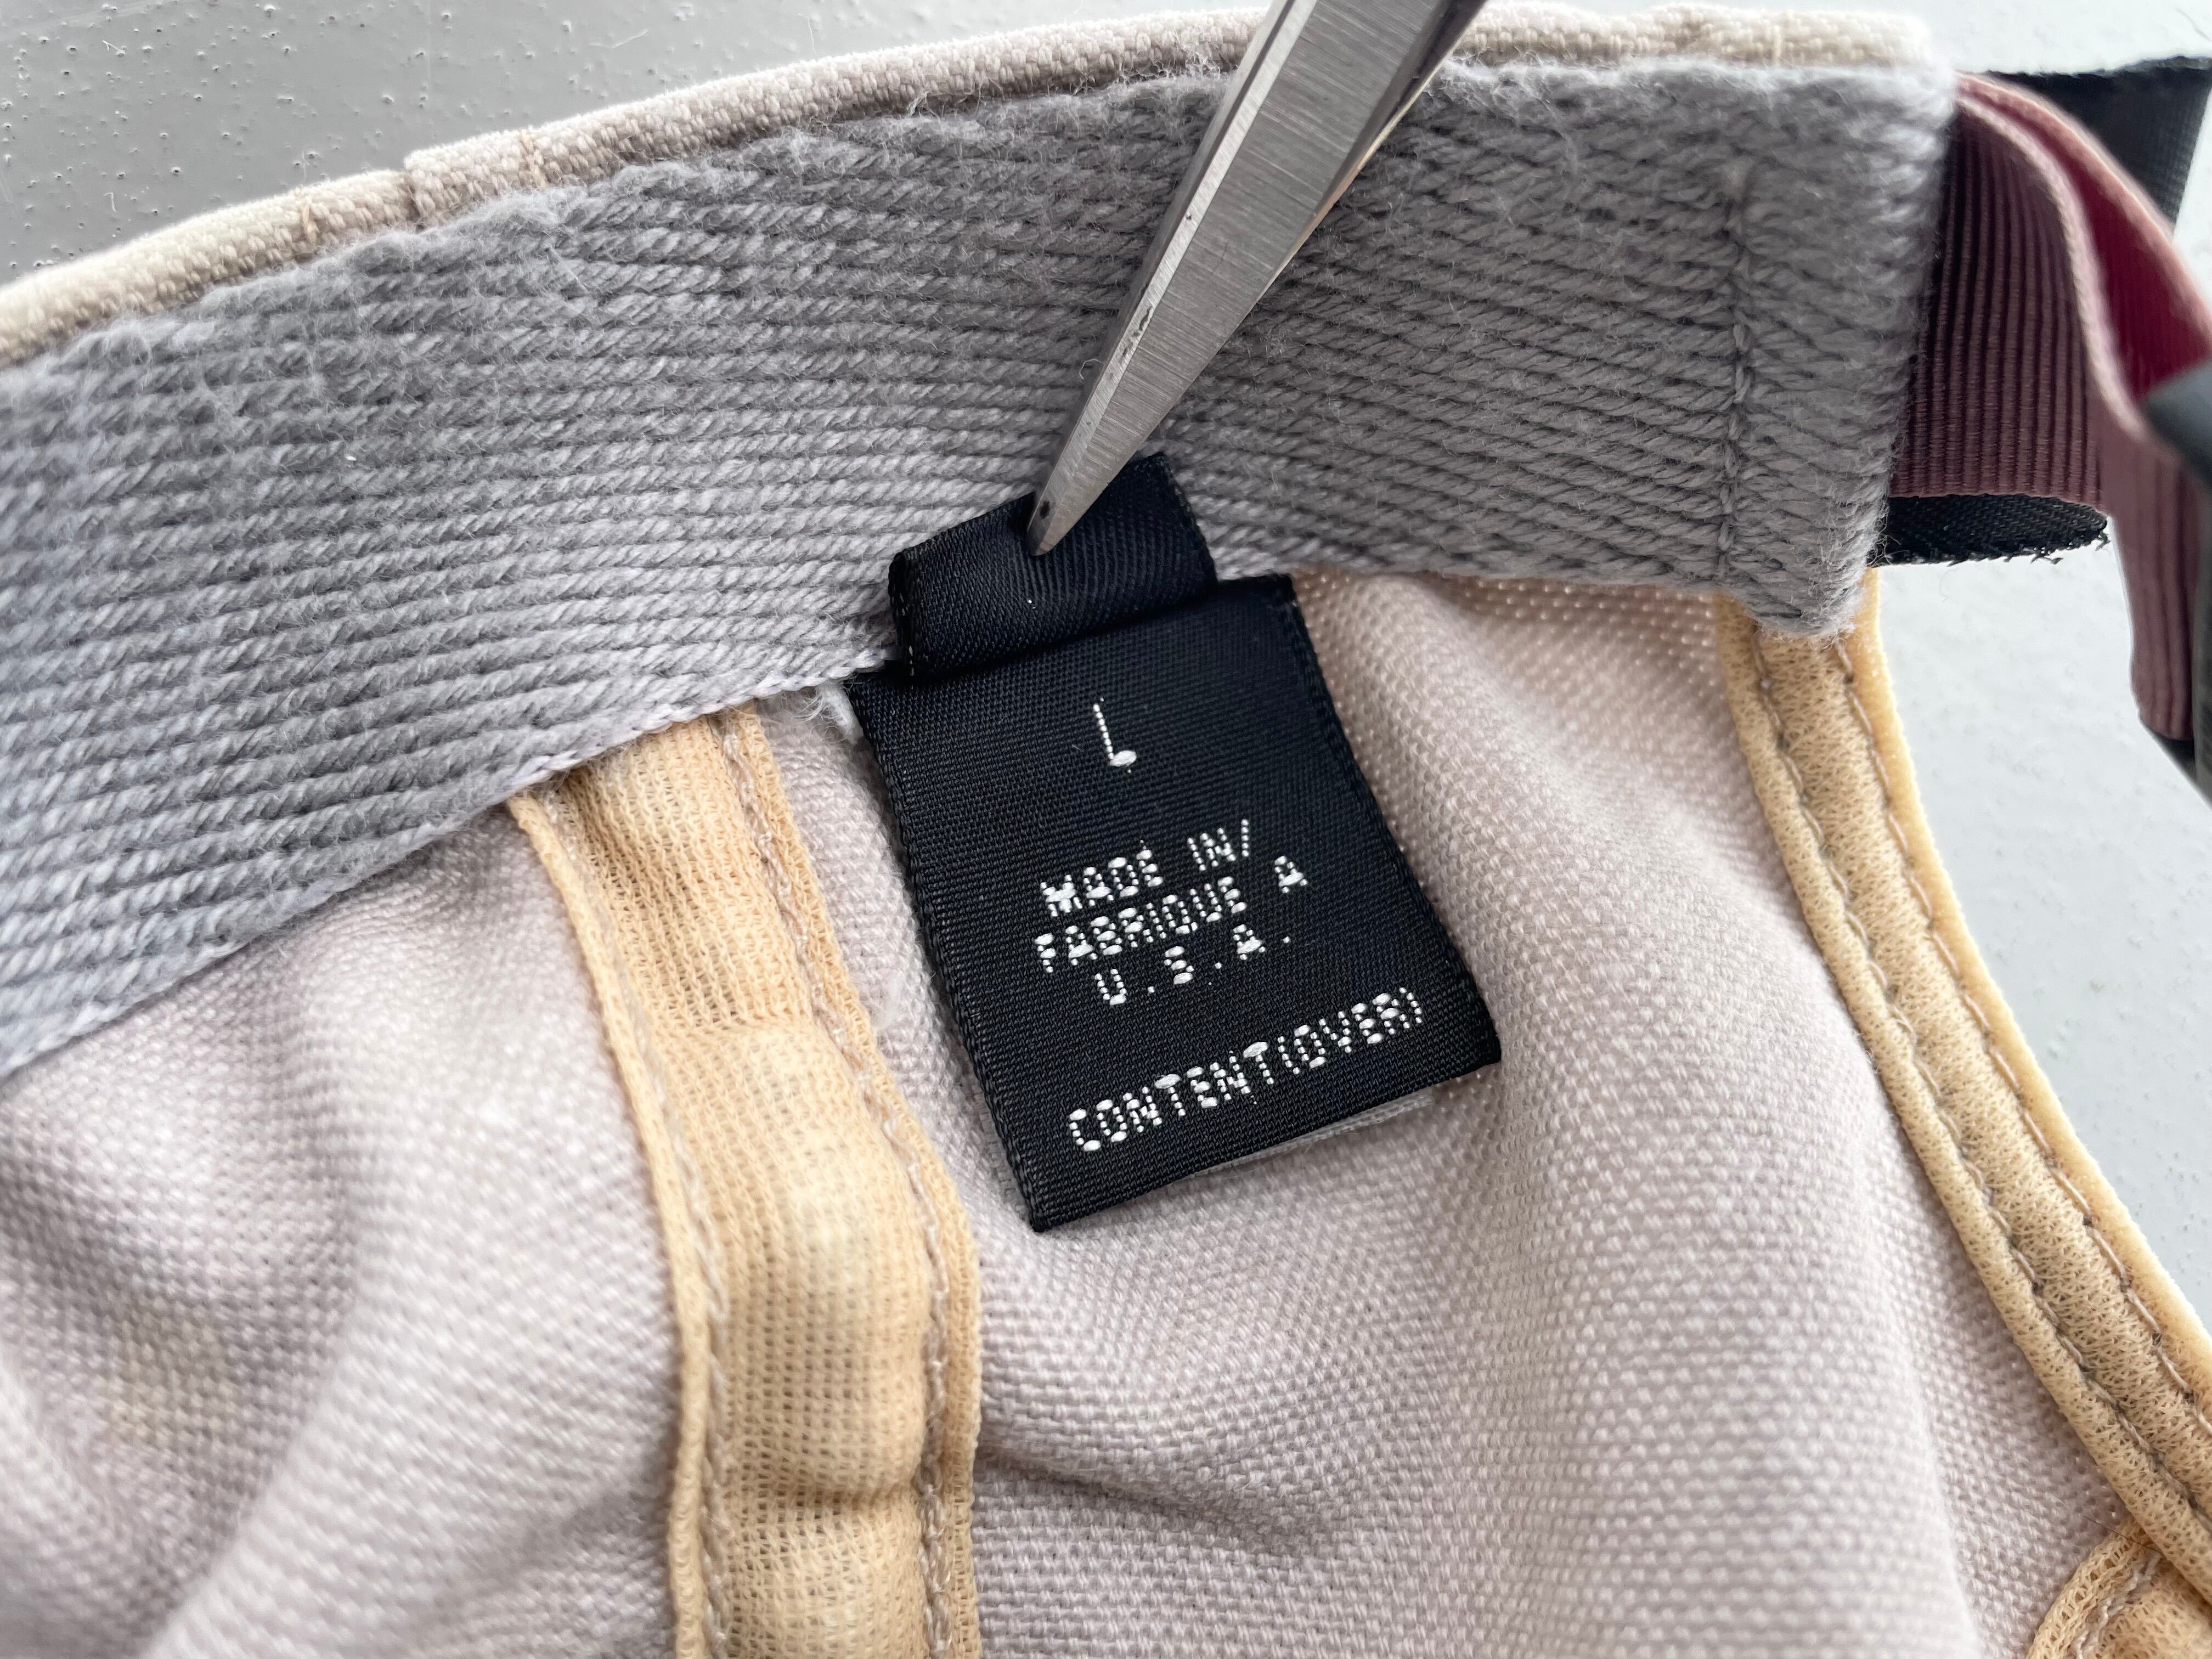 L
MADE IN/
FABRIQUE A
U.S.A.
CONTENT(OVER)